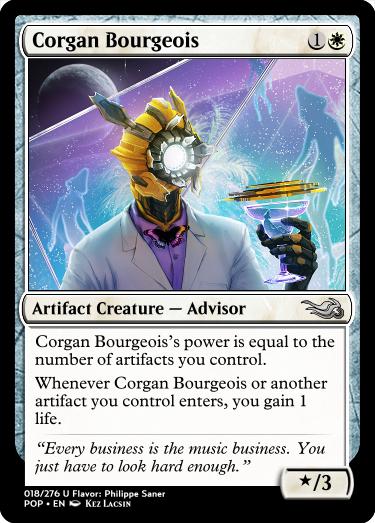 Corgan Bourgeois 1
Artifact Creature — Advisor
Corgan Bourgeois's power is equal to the
number of artifacts you control.
Whenever Corgan Bourgeois or another
artifact you control enters, you gain 1
life.
“Every business is the music business. You
just have to look hard enough.”
★/3
018/276 U Flavor: Philippe Saner
POP • EN Kez Lacsin